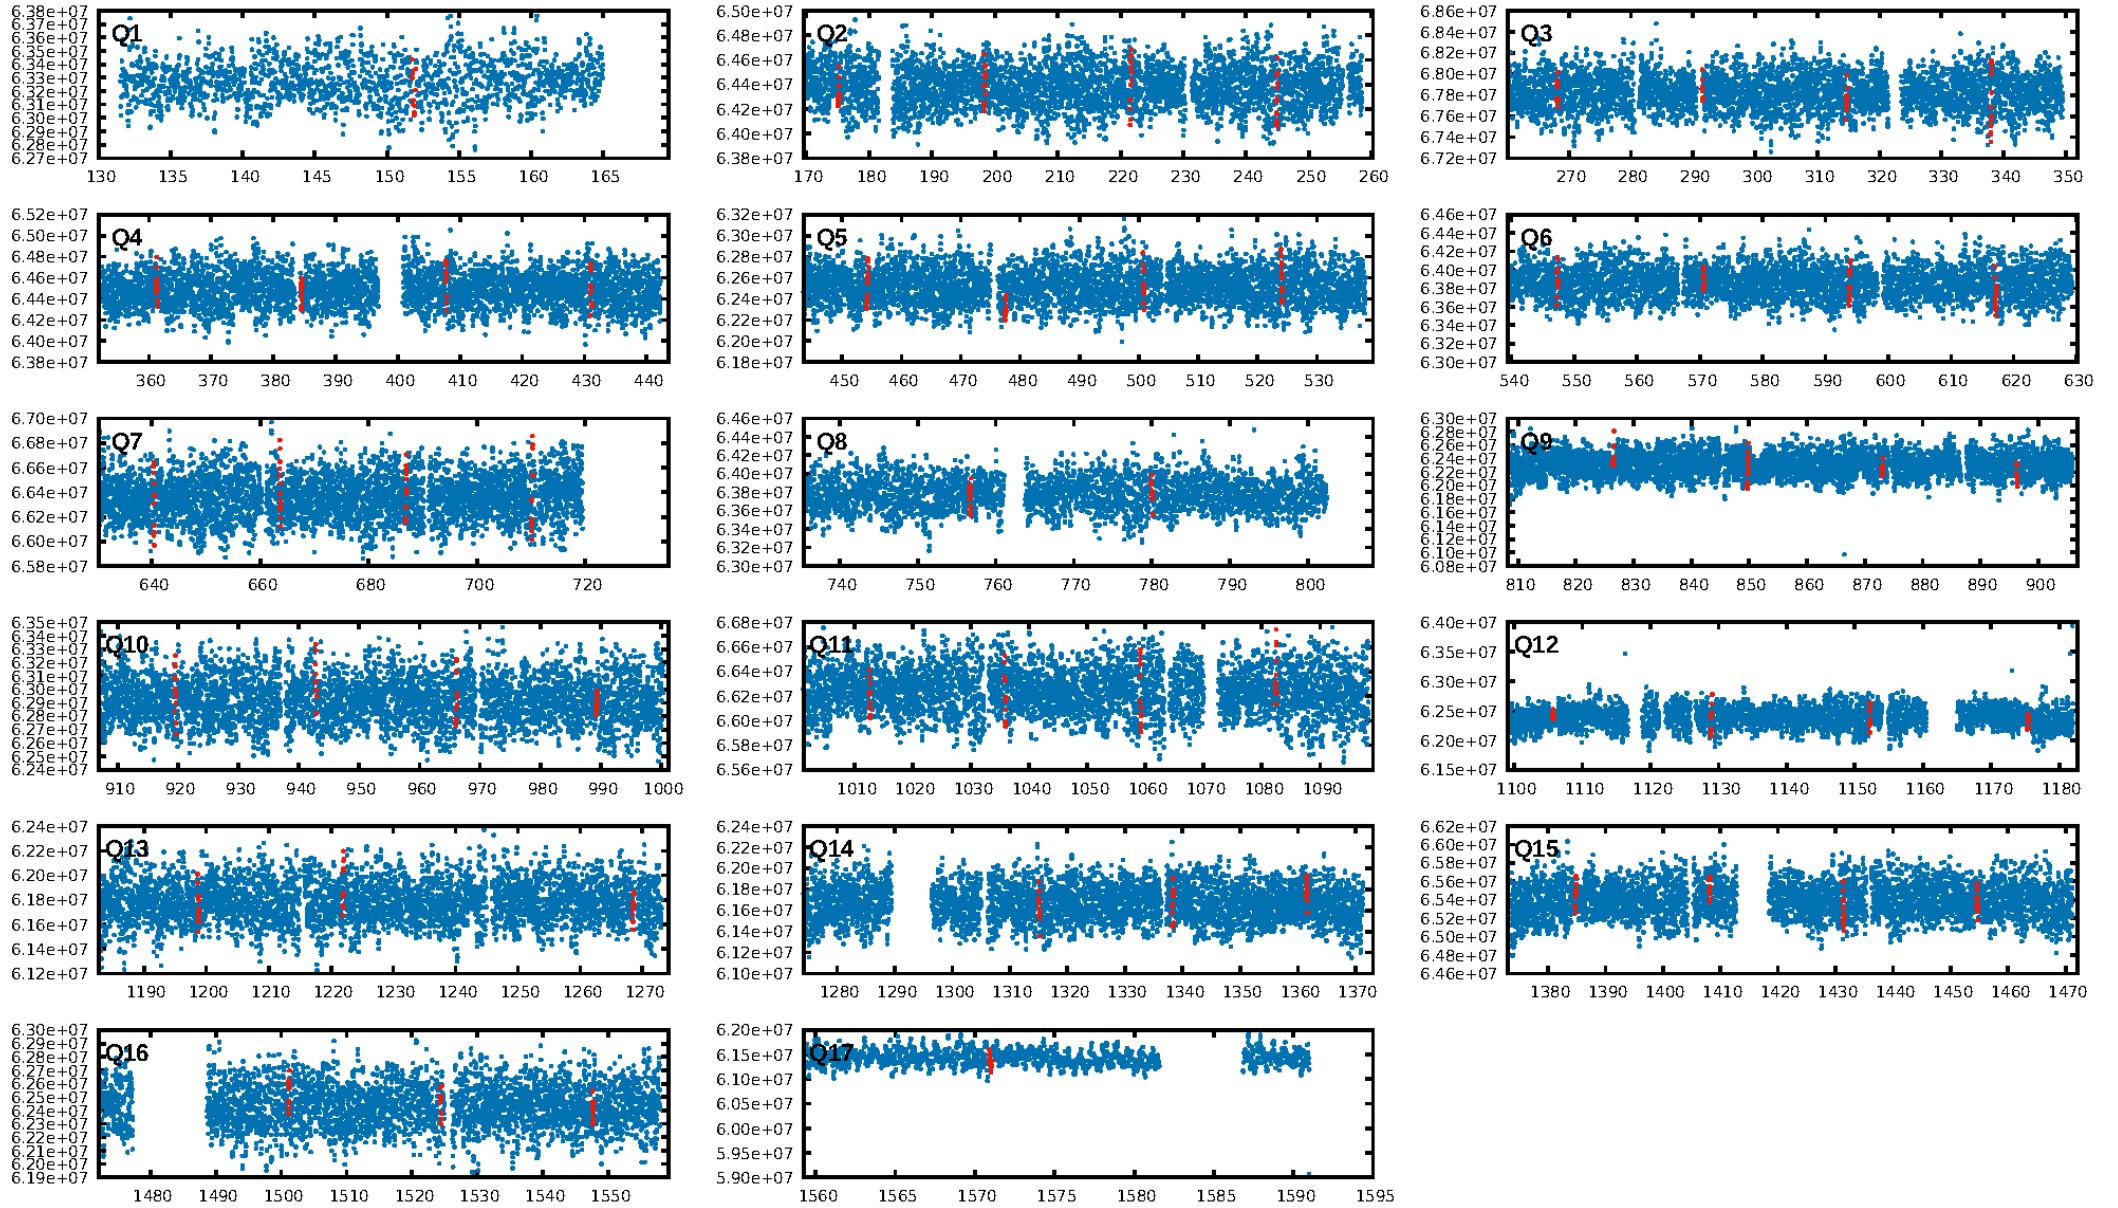 Q1
6.38e+07
6.37e+07
6.36e+07
6.35e+07
6.34e+07
6.33e+07
6.32e+07
6.31e+07
6.30e+07
6.29e+07
6.28e+07
6.27e+07
130 135 140 145 150 155 160 165
Q2
6.50e+07
6.48e+07
6.46e+07
6.44e+07
6.42e+07
6.40e+07
6.38e+07
170 180 190 200 210 220 230 240 250 260
Q3
6.86e+07
6.84e+07
6.82e+07
6.80e+07
6.78e+07
6.76e+07
6.74e+07
6.72e+07
270 280 290 300 310 320 330 340 350
Q4
6.52e+07
6.50e+07
6.48e+07
6.46e+07
6.44e+07
6.42e+07
6.40e+07
6.38e+07
360 370 380 390 400 410 420 430 440
Q5
6.32e+07
6.30e+07
6.28e+07
6.26e+07
6.24e+07
6.22e+07
6.20e+07
6.18e+07
450 460 470 480 490 500 510 520 530
Q6
6.46e+07
6.44e+07
6.42e+07
6.40e+07
6.38e+07
6.36e+07
6.34e+07
6.32e+07
6.30e+07
540 550 560 570 580 590 600 610 620 630
Q7
6.70e+07
6.68e+07
6.66e+07
6.64e+07
6.62e+07
6.60e+07
6.58e+07
640 660 680 700 720
Q8
6.46e+07
6.44e+07
6.42e+07
6.40e+07
6.38e+07
6.36e+07
6.34e+07
6.32e+07
6.30e+07
740 750 760 770 780 790 800
Q9
6.30e+07
6.28e+07
6.26e+07
6.24e+07
6.22e+07
6.20e+07
6.18e+07
6.16e+07
6.14e+07
6.12e+07
6.10e+07
6.08e+07
810 820 830 840 850 860 870 880 890 900
Q10
6.35e+07
6.34e+07
6.33e+07
6.32e+07
6.31e+07
6.30e+07
6.29e+07
6.28e+07
6.27e+07
6.26e+07
6.25e+07
6.24e+07
910 920 930 940 950 960 970 980 990 1000
Q11
6.68e+07
6.66e+07
6.64e+07
6.62e+07
6.60e+07
6.58e+07
6.56e+07
1010 1020 1030 1040 1050 1060 1070 1080 1090
Q12
6.40e+07
6.35e+07
6.30e+07
6.25e+07
6.20e+07
6.15e+07
1100 1110 1120 1130 1140 1150 1160 1170 1180
Q13
6.24e+07
6.22e+07
6.20e+07
6.18e+07
6.16e+07
6.14e+07
6.12e+07
1190 1200 1210 1220 1230 1240 1250 1260 1270
Q14
6.24e+07
6.22e+07
6.20e+07
6.18e+07
6.16e+07
6.14e+07
6.12e+07
6.10e+07
1280 1290 1300 1310 1320 1330 1340 1350 1360 1370
Q15
6.62e+07
6.60e+07
6.58e+07
6.56e+07
6.54e+07
6.52e+07
6.50e+07
6.48e+07
6.46e+07
1380 1390 1400 1410 1420 1430 1440 1450 1460 1470
Q16
6.30e+07
6.29e+07
6.28e+07
6.27e+07
6.26e+07
6.25e+07
6.24e+07
6.23e+07
6.22e+07
6.21e+07
6.20e+07
6.19e+07
1480 1490 1500 1510 1520 1530 1540 1550
Q17
6.20e+07
6.15e+07
6.10e+07
6.05e+07
6.00e+07
5.95e+07
5.90e+07
1560 1565 1570 1575 1580 1585 1590 1595